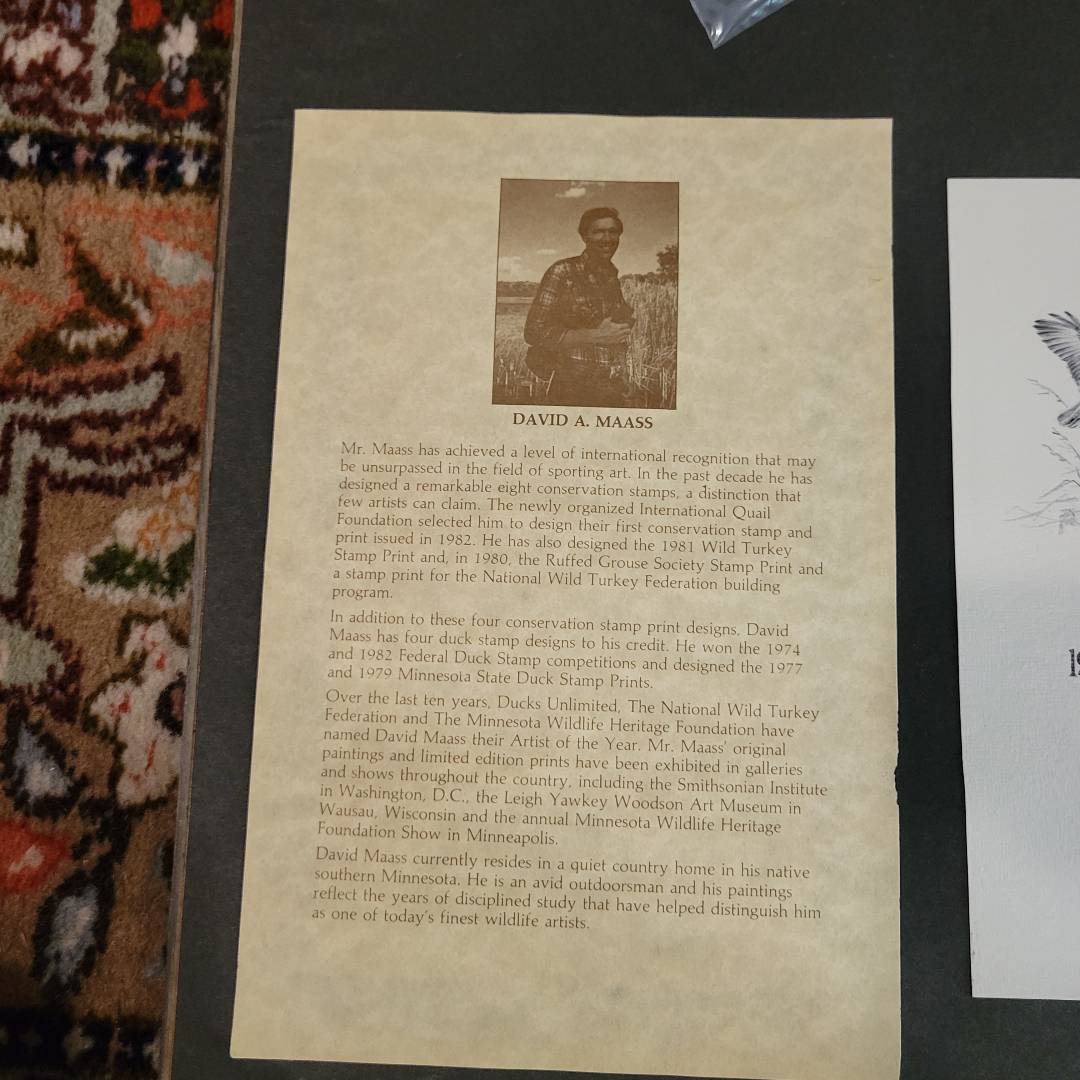 DAVID A. MAASS
Mr. Maass has achieved a level of international recognition that may
be unsurpassed in the field of sporting art. In the past decade he has
designed a remarkable eight conservation stamps, a distinction that
few artists can claim. The newly organized International Quail
Foundation selected him to design their first conservation stamp and
print issued in 1982. He has also designed the 1981 Wild Turkey
Stamp Print and, in 1980, the Ruffed Grouse Society Stamp Print and
a stamp print for the National Wild Turkey Federation building
program.
In addition to these four conservation stamp print designs, David
Maass has four duck stamp designs to his credit. He won the 1974
and 1982 Federal Duck Stamp competitions and designed the 1977
and 1979 Minnesota State Duck Stamp Prints.
Over the last ten years, Ducks Unlimited, The National Wild Turkey
Federation and The Minnesota Wildlife Heritage Foundation have
named David Maass their Artist of the Year. Mr. Maass' original
paintings and limited edition prints have been exhibited in galleries
and shows throughout the country, including the Smithsonian Institute
in Washington, D.C., the Leigh Yawkey Woodson Art Museum in
Wausau, Wisconsin and the annual Minnesota Wildlife Heritage
Foundation Show in Minneapolis.
David Maass currently resides in a quiet country home in his native
southern Minnesota. He is an avid outdoorsman and his paintings
reflect the years of disciplined study that have helped distinguish him
as one of today's finest wildlife artists.